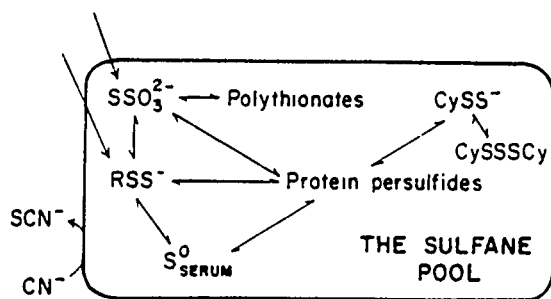 SSO₃²⁻ Polythionates CySS⁻
CySSSCy
RSS⁻ Protein persulfides
SCN⁻
S⁰SERUM THE SULFANE
CN⁻ POOL